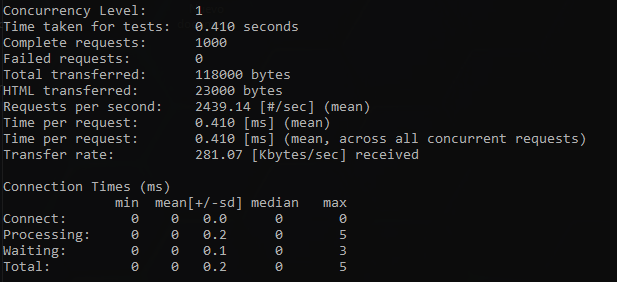 Concurrency Level:      1
Time taken for tests:   0.410 seconds
Complete requests:      1000
Failed requests:        0
Total transferred:      118000 bytes
HTML transferred:       23000 bytes
Requests per second:    2439.14 [#/sec] (mean)
Time per request:       0.410 [ms] (mean)
Time per request:       0.410 [ms] (mean, across all concurrent requests)
Transfer rate:          281.07 [Kbytes/sec] received

Connection Times (ms)
              min  mean[+/-sd] median   max
Connect:        0    0   0.0      0       0
Processing:     0    0   0.2      0       5
Waiting:        0    0   0.1      0       3
Total:          0    0   0.2      0       5